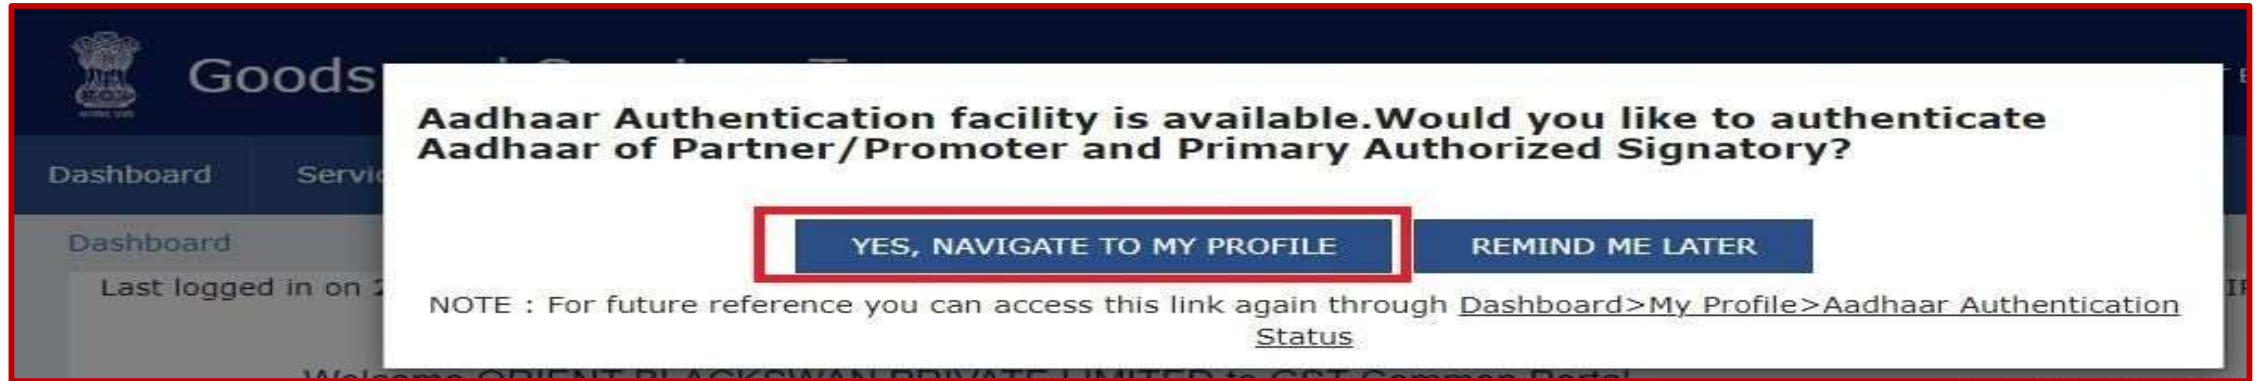 Goods
Aadhaar Authentication facility is available.Would you like to authenticate
Aadhaar of Partner/Promoter and Primary Authorized Signatory?
Dashboard
YES, NAVIGATE TO MY PROFILE REMIND ME LATER
Dashboard
Last logged in on
NOTE : For future reference you can access this link again through Dashboard>My Profile>Aadhaar Authentication
Status